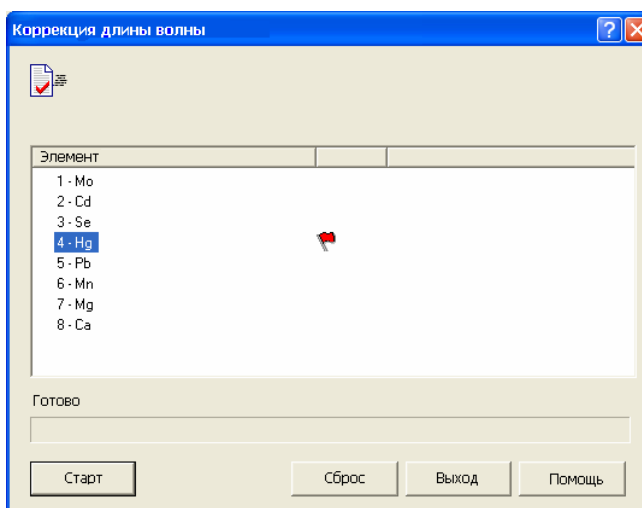 Коррекция длины волны
Элемент
1 - Mo
2 - Cd
3 - Se
4 - Hg
5 - Pb
6 - Mn
7 - Mg
8 - Ca
Готово
Старт Сброс Выход Помощь